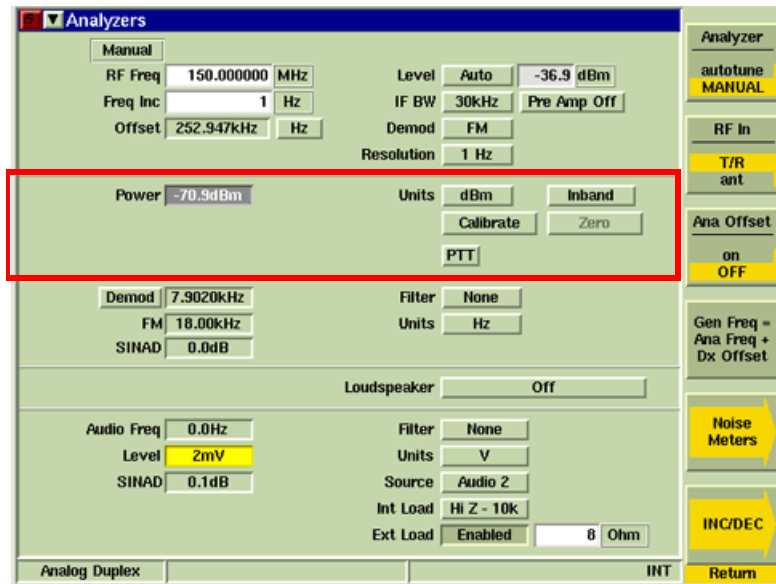 Analyzers
Manual
RF Freq 150.000000 MHz Level Auto -36.9 dBm
Freq Inc 1 Hz IF BW 30kHz Pre Amp Off
Offset 252.947kHz Hz Demod FM
Resolution 1 Hz
Power -70.9dBm Units dBm Inband
Calibrate Zero
PTT
Demod 7.9020kHz Filter None
FM 18.00kHz Units Hz
SINAD 0.0dB
Loudspeaker Off
Audio Freq 0.0Hz Filter None
Level 2mV Units V
SINAD 0.1dB Source Audio 2
Int Load Hi Z - 10k
Ext Load Enabled 8 Ohm
Analog Duplex INT
Analyzer
autotune
MANUAL
RF In
T/R
ant
Ana Offset
on
OFF
Gen Freq =
Ana Freq +
Dx Offset
Noise
Meters
INC/DEC
Return